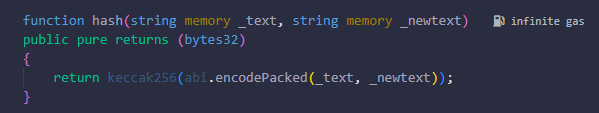 function hash(string memory _text, string memory _newtext) infinite gas
public pure returns (bytes32)
{
return keccak256(abi.encodePacked(_text, _newtext));
}